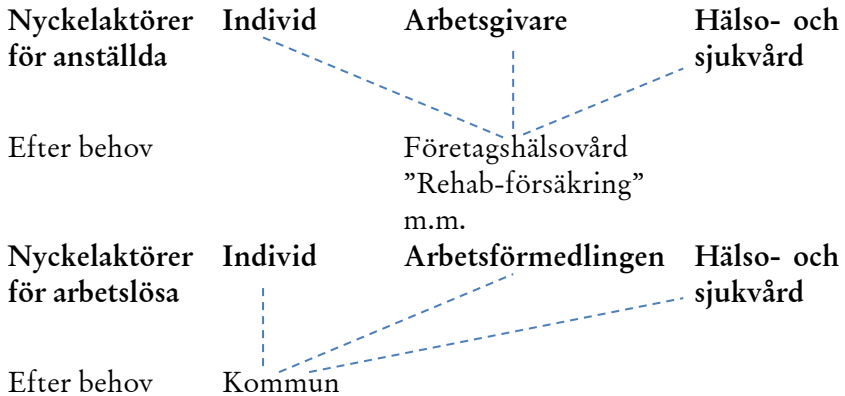 Nyckelaktörer Individ Arbetsgivare Hälso- och
för anställda sjukvård
Efter behov Företagshälsovård
”Rehab-försäkring”
m.m.
Nyckelaktörer Individ Arbetsförmedlingen Hälso- och
för arbetslösa sjukvård
Efter behov Kommun